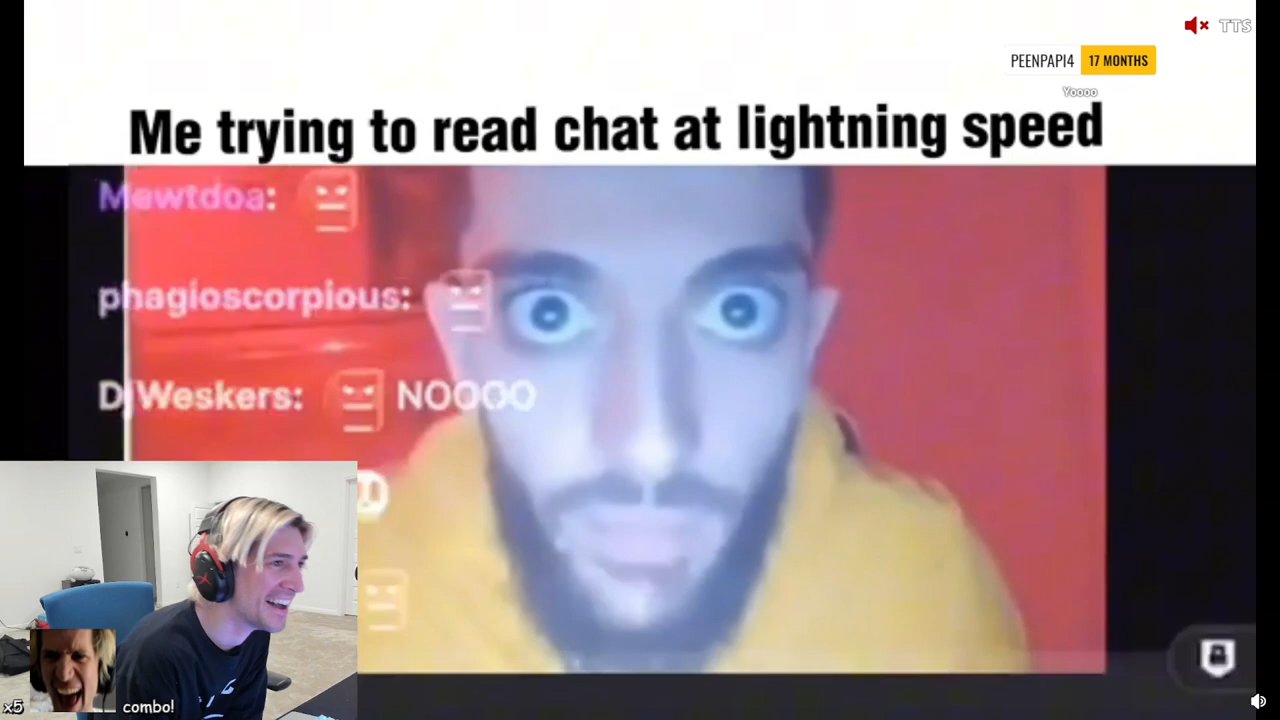 TTS
PEENPAPI4 17 MONTHS
Yoooo
Me trying to read chat at lightning speed
Mewtdoa:
phagioscorpious:
DjWeskers: NOOOO
x5 combo!